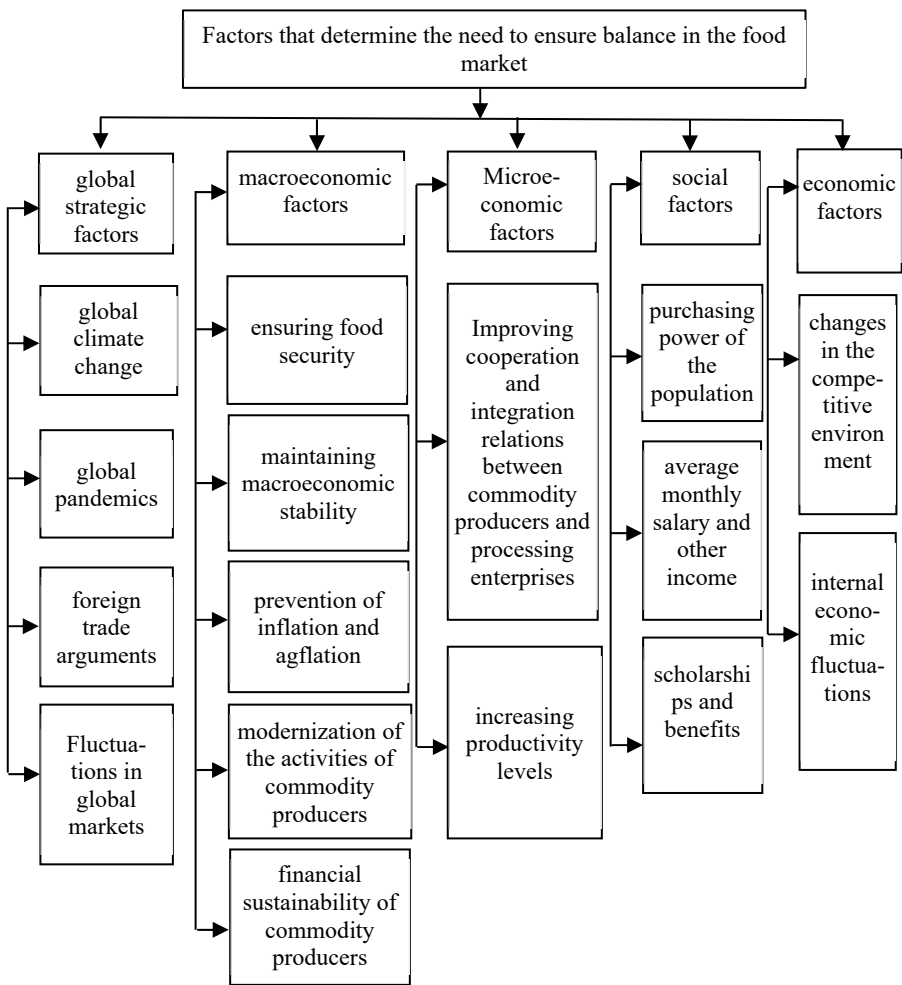 Factors that determine the need to ensure balance in the food
market
global
strategic
factors
global
climate
change
global
pandemics
foreign
trade
arguments
Fluctua-
tions in
global
markets
macroeconomic
factors
ensuring food
security
maintaining
macroeconomic
stability
prevention of
inflation and
agflation
modernization of
the activities of
commodity
producers
financial
sustainability of
commodity
producers
Microe-
conomic
factors
Improving
cooperation
and
integration
relations
between
commodity
producers and
processing
enterprises
increasing
productivity
levels
social
factors
purchasing
power of
the
population
average
monthly
salary and
other
income
scholarshi
ps and
benefits
economic
factors
changes
in the
compe-
titive
environ
ment
internal
econo-
mic
fluctua-
tions